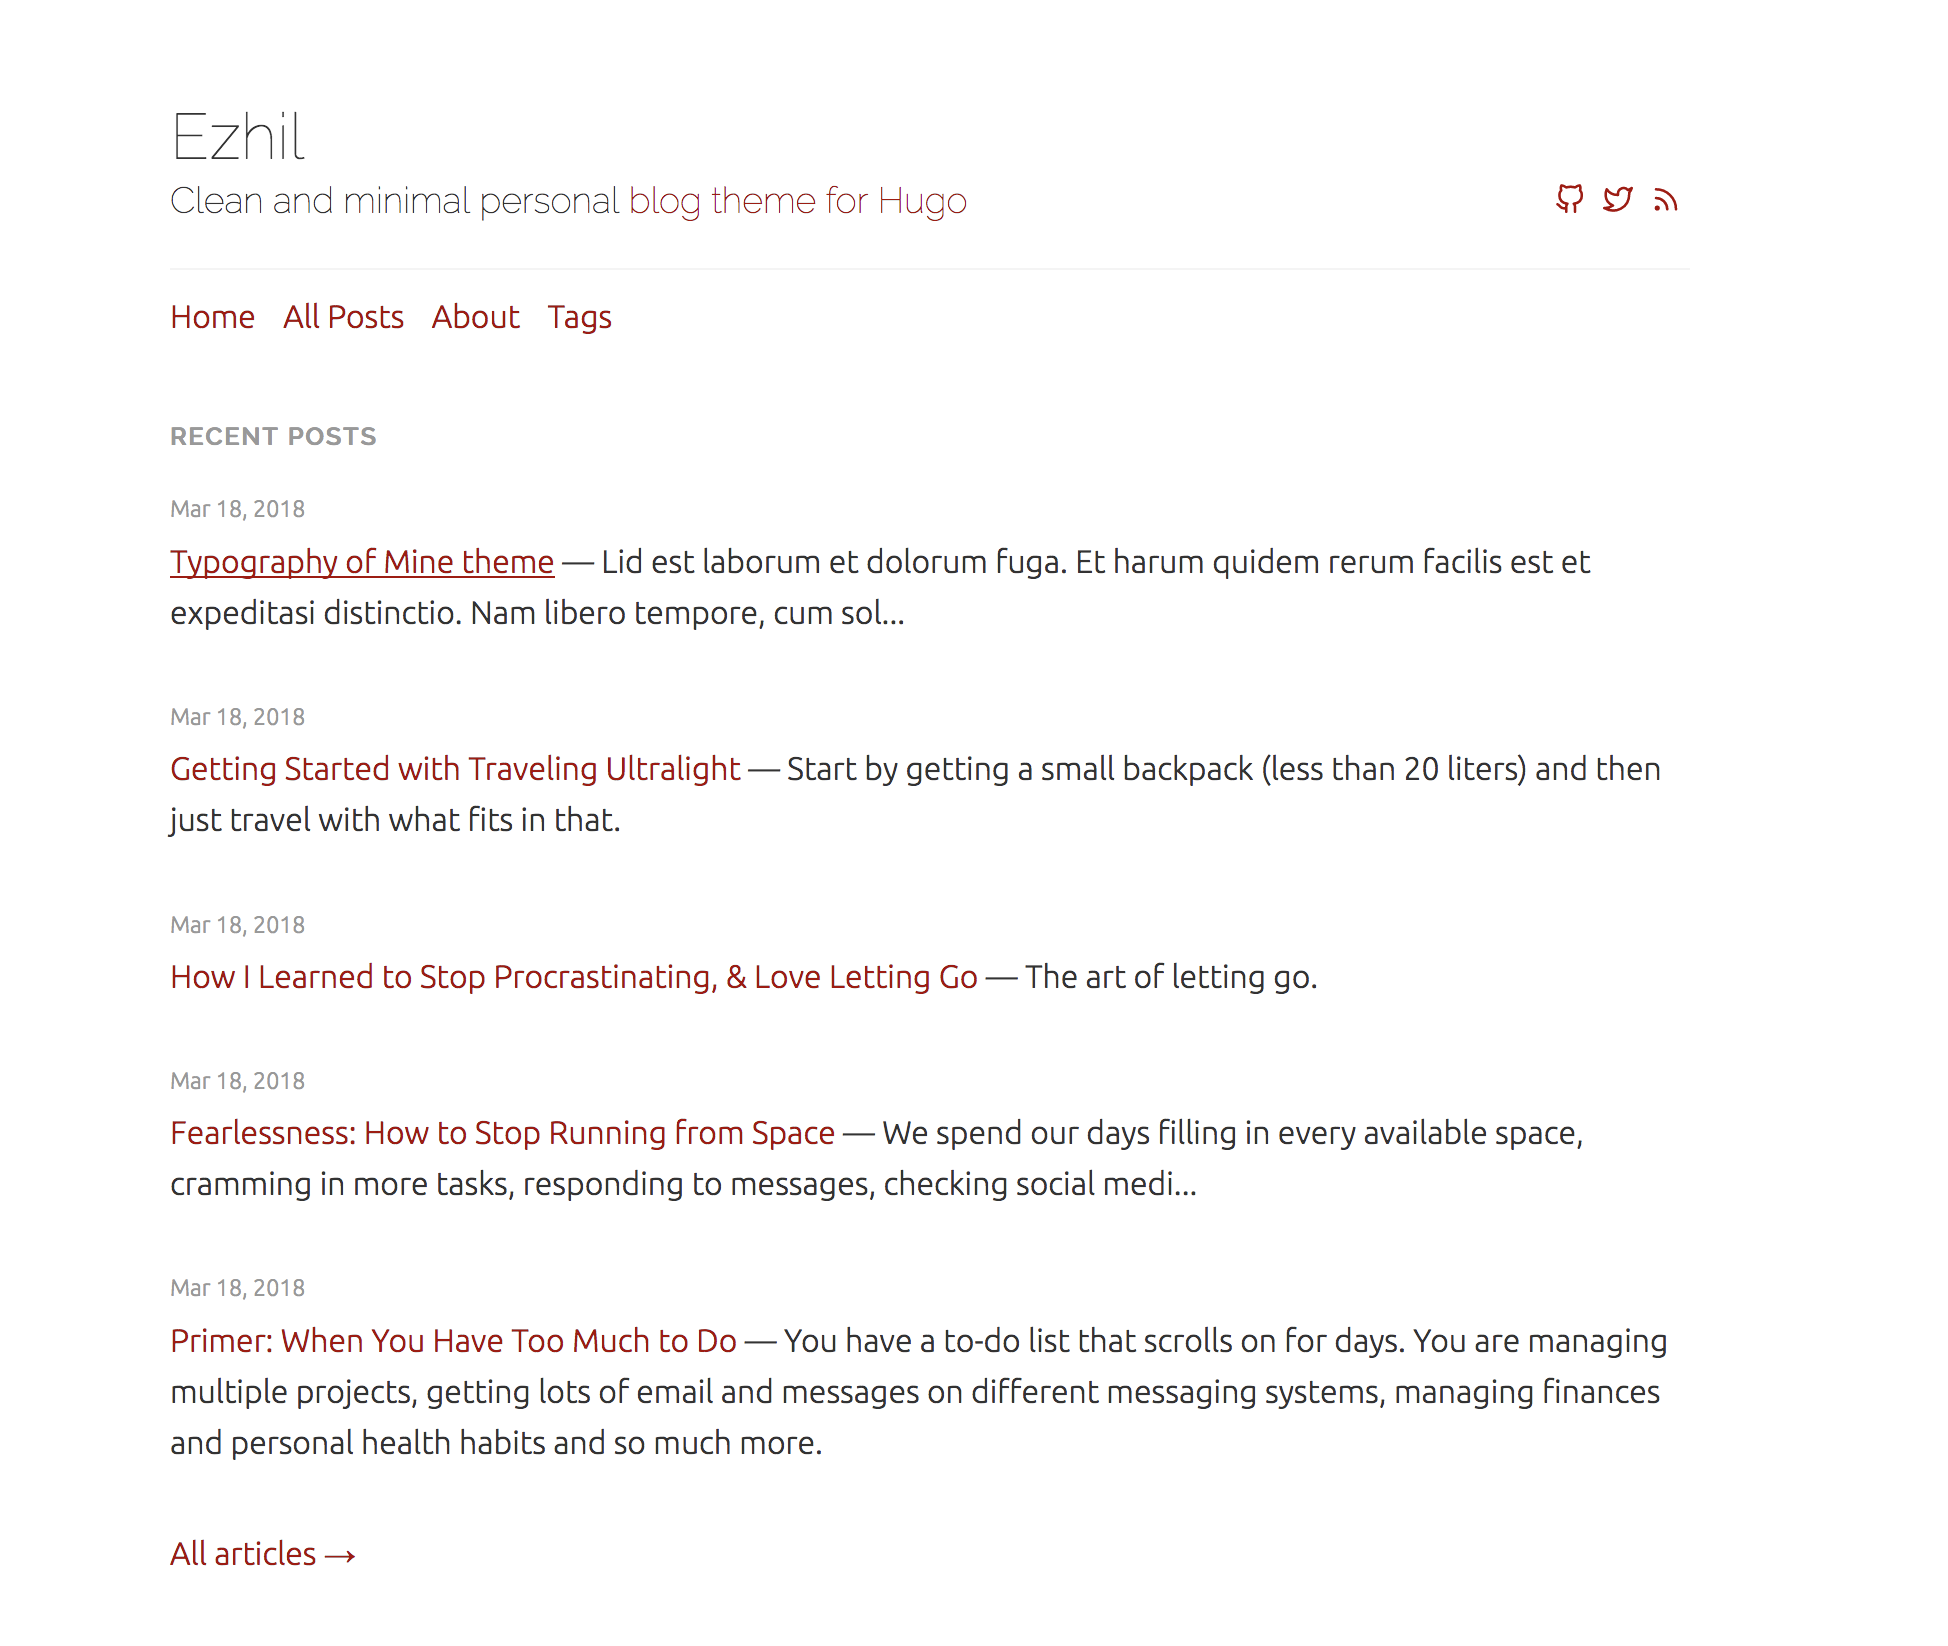 Ezhil
Clean and minimal personal blog theme for Hugo
Home All Posts About Tags
RECENT POSTS
Mar 18, 2018
Typography of Mine theme — Lid est laborum et dolorum fuga. Et harum quidem rerum facilis est et
expeditasi distinctio. Nam libero tempore, cum sol...
Mar 18, 2018
Getting Started with Traveling Ultralight — Start by getting a small backpack (less than 20 liters) and then
just travel with what fits in that.
Mar 18, 2018
How I Learned to Stop Procrastinating, & Love Letting Go — The art of letting go.
Mar 18, 2018
Fearlessness: How to Stop Running from Space — We spend our days filling in every available space,
cramming in more tasks, responding to messages, checking social medi...
Mar 18, 2018
Primer: When You Have Too Much to Do — You have a to-do list that scrolls on for days. You are managing
multiple projects, getting lots of email and messages on different messaging systems, managing finances
and personal health habits and so much more.
All articles →